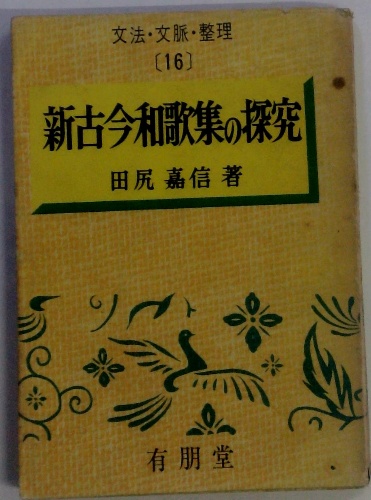 文法・文脈・整理
〔16〕
新古今和歌集の探究
田尻 嘉信 著
有朋堂